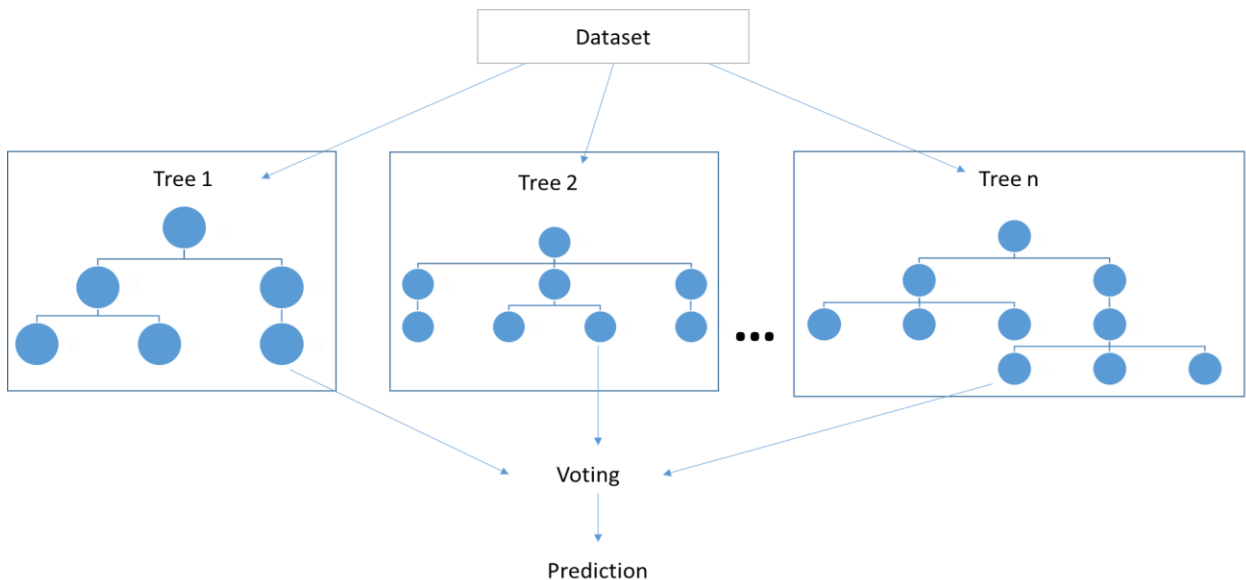 Dataset
Tree 1
Tree 2
Tree n
...
Voting
Prediction